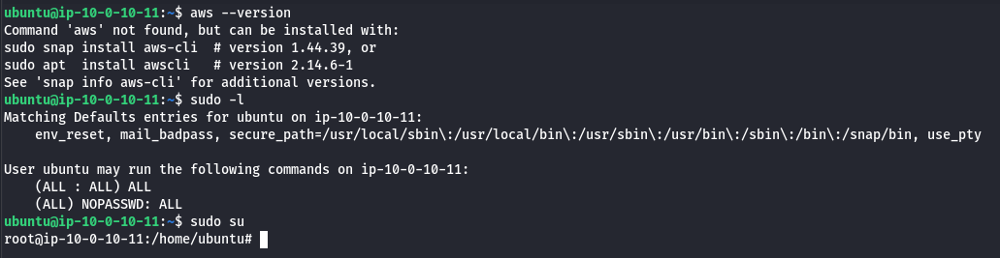 ubuntu@ip-10-0-10-11:~$ aws --version
Command 'aws' not found, but can be installed with:
sudo snap install aws-cli  # version 1.44.39, or
sudo apt  install awscli   # version 2.14.6-1
See 'snap info aws-cli' for additional versions.
ubuntu@ip-10-0-10-11:~$ sudo -l
Matching Defaults entries for ubuntu on ip-10-0-10-11:
    env_reset, mail_badpass, secure_path=/usr/local/sbin\:/usr/local/bin\:/usr/sbin\:/usr/bin\:/sbin\:/bin\:/snap/bin, use_pty

User ubuntu may run the following commands on ip-10-0-10-11:
    (ALL : ALL) ALL
    (ALL) NOPASSWD: ALL
ubuntu@ip-10-0-10-11:~$ sudo su
root@ip-10-0-10-11:/home/ubuntu#